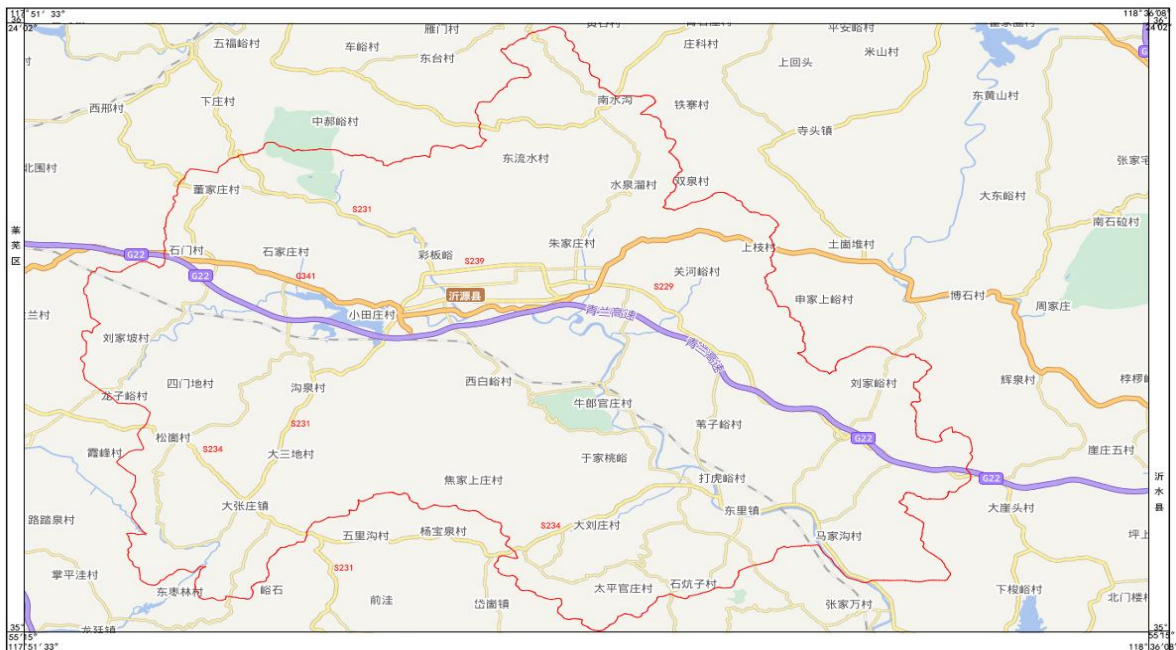 117°51′33″
118°36′08″
36°
24′02″
36°
24′02″
五福峪村
车峪村
雁门村
东台村
庄科村
平安峪村
米山村
上回头
G
西邢村
下庄村
中郝峪村
南水沟
铁寨村
东黄山村
寺头镇
北围村
东流水村
张家宅
董家庄村
水泉溜村
双泉村
大东峪村
S231
南石砬村
莱芜区
石门村
石家庄村
彩板峪
朱家庄村
上枝村
土崮堆村
G22
G22
G341
S239
关河峪村
S229
沂源县
申家上峪村
博石村
周家庄
兰村
小田庄村
青兰高速
刘家坡村
青兰高速
龙子峪村
四门地村
沟泉村
西白峪村
刘家峪村
辉泉村
牛郎官庄村
苇子峪村
S231
松崮村
S234
霞峰村
大三地村
G22
崖庄五村
于家桃峪
焦家上庄村
打虎峪村
G22
沂水县
大张庄镇
东里镇
大崖头村
路踏泉村
五里沟村
杨宝泉村
S234
大刘庄村
马家沟村
坪上
S231
掌平洼村
东枣林村
峪石
前洼
岱崮镇
太平官庄村
石炕子村
张家万村
下梭峪村
北门楼村
龙廷镇
35°
55′15″
35°
55′15″
117°51′33″
118°36′08″